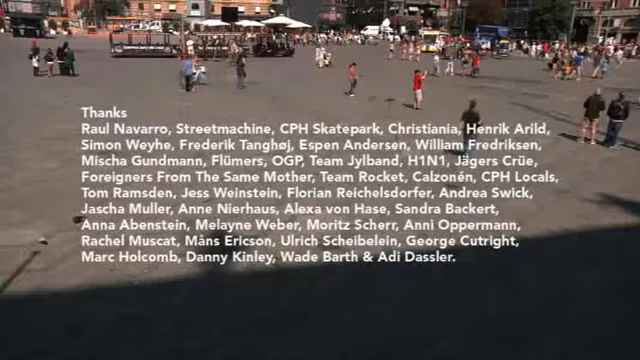 Thanks
Raul Navarro, Streetmachine, CPH Skatepark, Christiania, Henrik Arild,
Simon Weyhe, Frederik Tanghøj, Espen Andersen, William Fredriksen,
Mischa Gundmann, Flümers, OGP, Team Jylband, H1N1, Jägers Crüe,
Foreigners From The Same Mother, Team Rocket, Calzonén, CPH Locals,
Tom Ramsden, Jess Weinstein, Florian Reichelsdorfer, Andrea Swick,
Jascha Muller, Anne Nierhaus, Alexa von Hase, Sandra Backert,
Anna Abenstein, Melayne Weber, Moritz Scherr, Anni Oppermann,
Rachel Muscat, Måns Ericson, Ulrich Scheibelein, George Cutright,
Marc Holcomb, Danny Kinley, Wade Barth & Adi Dassler.